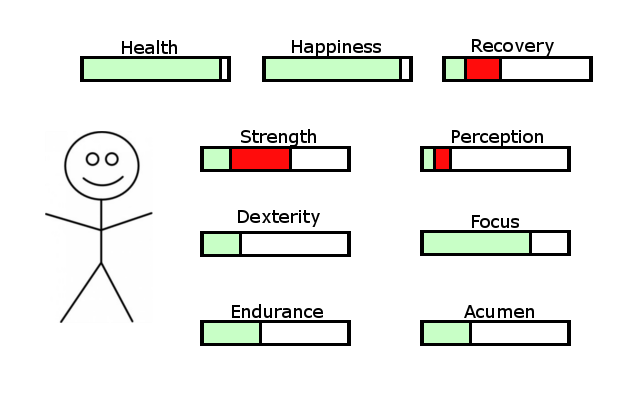 Health
Happiness
Recovery
Strength
Perception
Dexterity
Focus
Endurance
Acumen